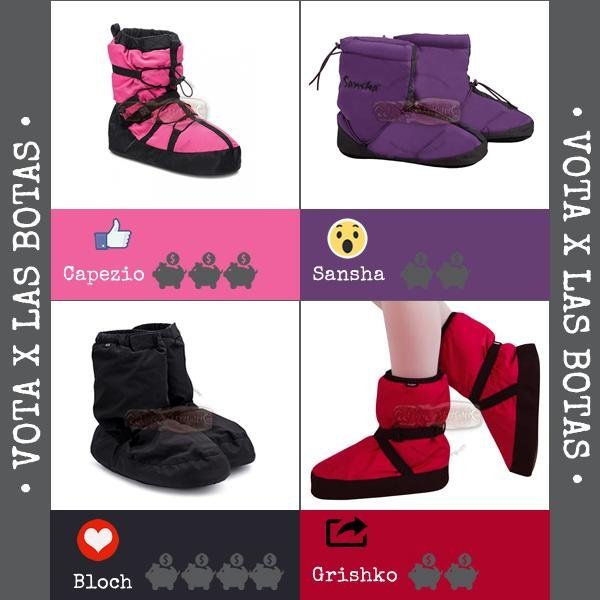 • VOTA X LAS BOTAS •
Sansha
Capezio
$ $ $
Sansha
$ $
Bloch
$ $ $ $
Grishko
$ $
• VOTA X LAS BOTAS •